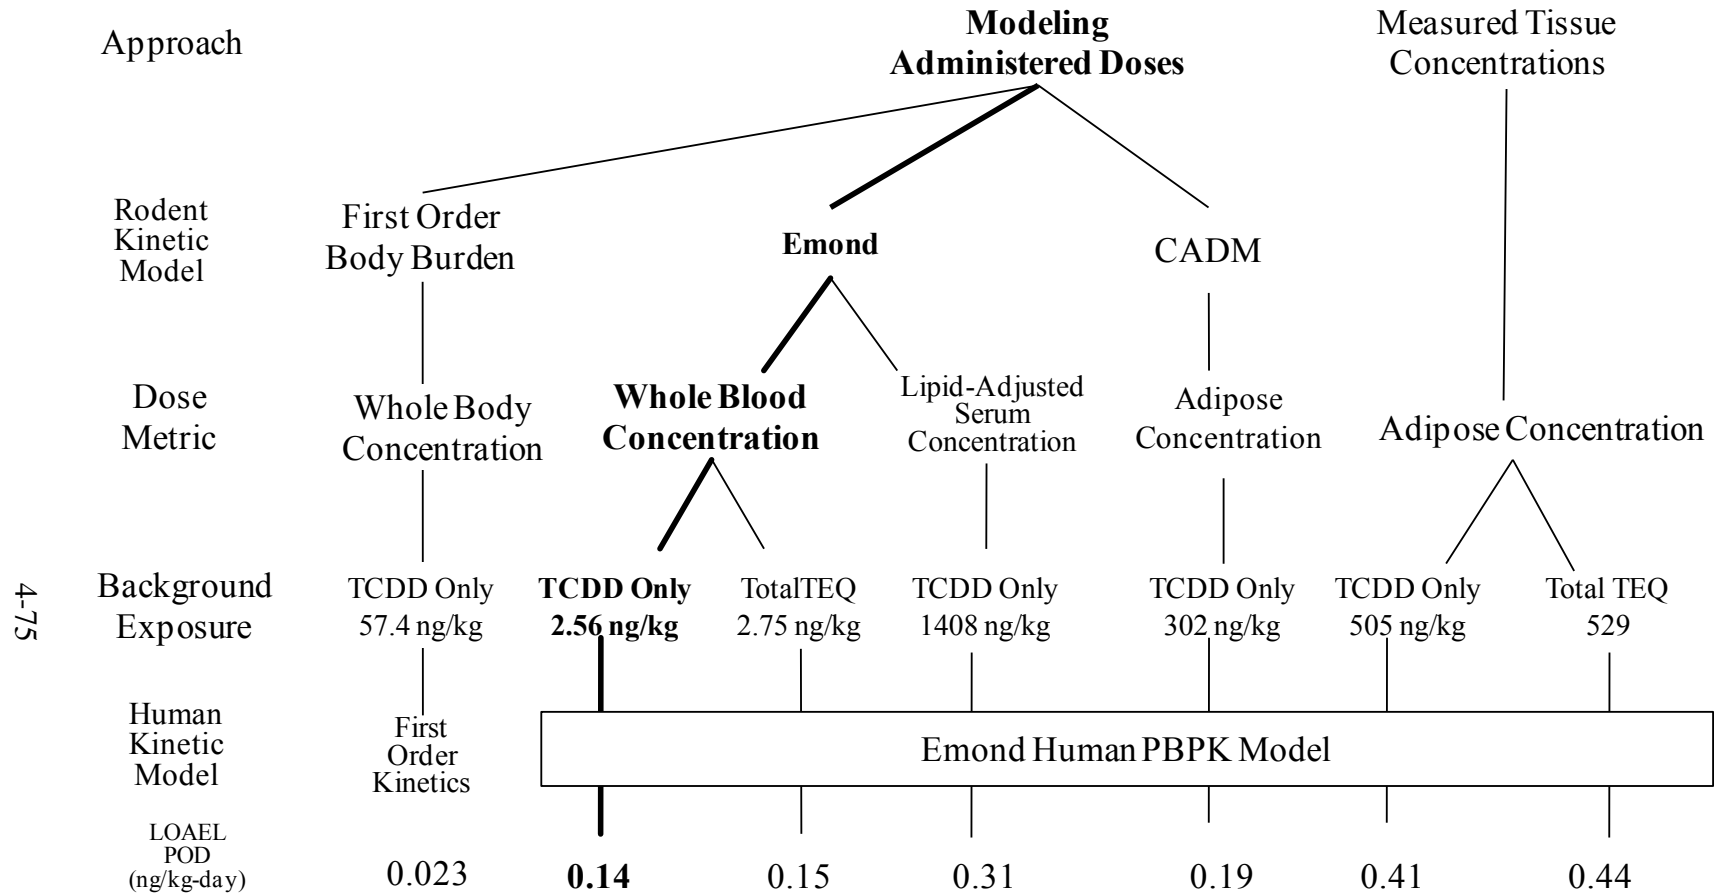 Approach
Modeling
Administered Doses
Measured Tissue
Concentrations
Rodent
Kinetic
Model
First Order
Body Burden
Emond
CADM
Dose
Metric
Whole Body
Concentration
Whole Blood
Concentration
Lipid-Adjusted
Serum
Concentration
Adipose
Concentration
Adipose Concentration
Background
Exposure
TCDD Only
57.4 ng/kg
TCDD Only
2.56 ng/kg
TotalTEQ
2.75 ng/kg
TCDD Only
1408 ng/kg
TCDD Only
302 ng/kg
TCDD Only
505 ng/kg
Total TEQ
529
4-75
Human
Kinetic
Model
First
Order
Kinetics
Emond Human PBPK Model
LOAEL
POD
(ng/kg-day)
0.023
0.14
0.15
0.31
0.19
0.41
0.44